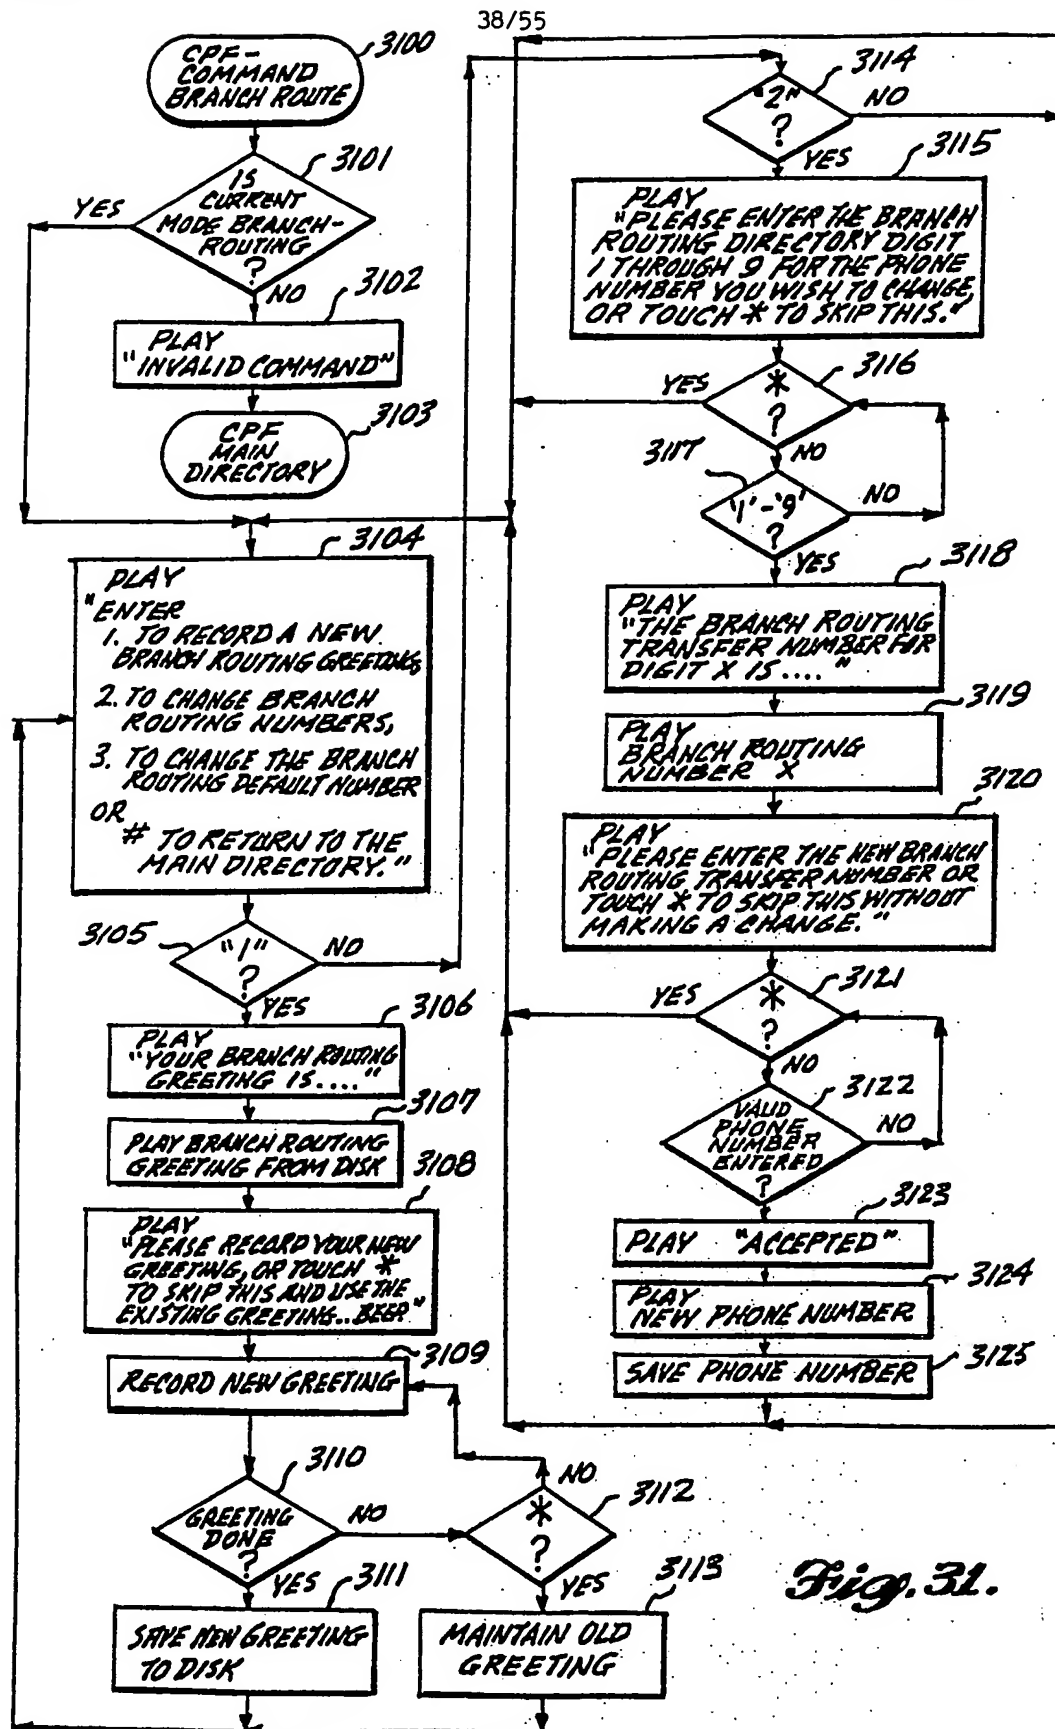 38/55
CPF-
COMMAND
BRANCH ROUTE
3100
IS
CURRENT
MODE BRANCH-
ROUTING
?
3101
YES
NO
3102
PLAY
"INVALID COMMAND"
CPF
MAIN
DIRECTORY
3103
3104
PLAY
"ENTER
1. TO RECORD A NEW
BRANCH ROUTING GREETING,
2. TO CHANGE BRANCH
ROUTING NUMBERS,
3. TO CHANGE THE BRANCH
ROUTING DEFAULT NUMBER
OR
# TO RETURN TO THE
MAIN DIRECTORY."
3105
"1"
?
NO
YES
3106
PLAY
"YOUR BRANCH ROUTING
GREETING IS...."
3107
PLAY BRANCH ROUTING
GREETING FROM DISK
3108
PLAY
"PLEASE RECORD YOUR NEW
GREETING, OR TOUCH *
TO SKIP THIS AND USE THE
EXISTING GREETING..BEEP"
3109
RECORD NEW GREETING
3110
GREETING
DONE
?
NO
YES
3111
SAVE NEW GREETING
TO DISK
3112
*
?
NO
YES
3113
MAINTAIN OLD
GREETING
3114
"2"
?
NO
YES
3115
PLAY
"PLEASE ENTER THE BRANCH
ROUTING DIRECTORY DIGIT
1 THROUGH 9 FOR THE PHONE
NUMBER YOU WISH TO CHANGE,
OR TOUCH * TO SKIP THIS."
3116
*
?
YES
NO
3117
'1'-'9'
?
NO
YES
3118
PLAY
"THE BRANCH ROUTING
TRANSFER NUMBER FOR
DIGIT X IS...."
3119
PLAY
BRANCH ROUTING
NUMBER X
3120
PLAY
"PLEASE ENTER THE NEW BRANCH
ROUTING TRANSFER NUMBER OR
TOUCH * TO SKIP THIS WITHOUT
MAKING A CHANGE."
3121
*
?
YES
NO
3122
VALID
PHONE
NUMBER
ENTERED
?
NO
3123
PLAY "ACCEPTED"
3124
PLAY
NEW PHONE NUMBER
3125
SAVE PHONE NUMBER
Fig. 31.